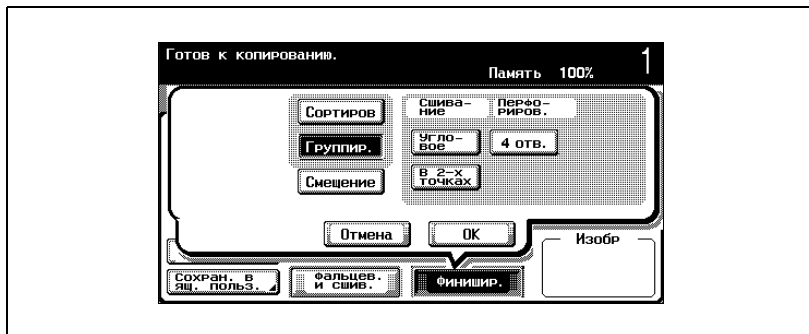 Готов к копированию.
Память 100%
1
Сортиров
Сшива-
ние
Перфо-
риров.
Группир.
Угло-
вое
4 отв.
Смещение
В 2-х
точках
Отмена
OK
Изобр
Сохран. в
ящ. польз.
Фальцев.
и сшив.
Финишир.